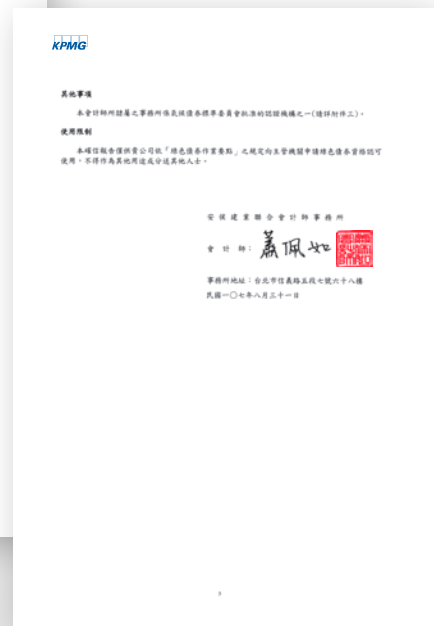 KPMG
其他事項
本會計師所隸屬之事務所係氣候債券標準委員會批准的認證機構之一(請詳附件三)。
使用限制
本確信報告僅供貴公司依「綠色債券作業要點」之規定向主管機關申請綠色債券資格認可
使用，不得作為其他用途或分送其他人士。
安侯建業聯合會計師事務所
會計師：
事務所地址：台北市信義路五段七號六十八樓
民國一○七年八月三十一日